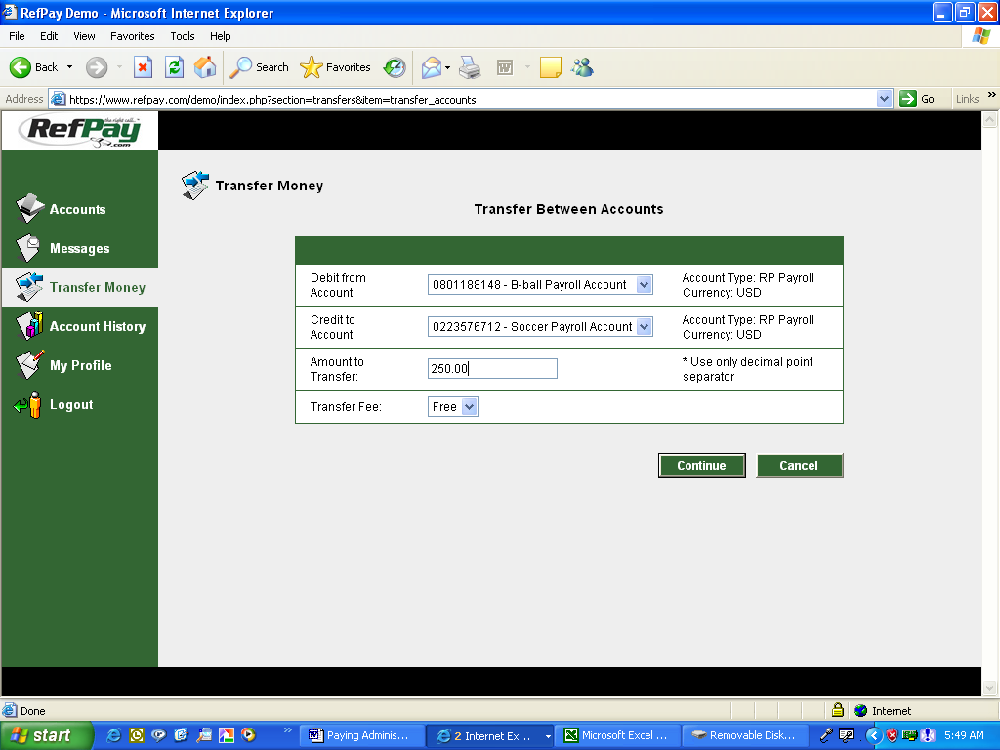 RefPay Demo - Microsoft Internet Explorer
File Edit View Favorites Tools Help
Back Search Favorites
Address https://www.refpay.com/demo/index.php?section=transfers&item=transfer_accounts Go Links »
the right call...
RefPay
.com
Accounts
Messages
Transfer Money
Account History
My Profile
Logout
Transfer Money
Transfer Between Accounts
Debit from Account: 0801188148 - B-ball Payroll Account Account Type: RP Payroll
Currency: USD
Credit to Account: 0223576712 - Soccer Payroll Account Account Type: RP Payroll
Currency: USD
Amount to Transfer: 250.00 * Use only decimal point
separator
Transfer Fee: Free
Continue Cancel
Done Internet
start » Paying Adminis... 2 Internet Ex... Microsoft Excel ... Removable Disk... 5:49 AM